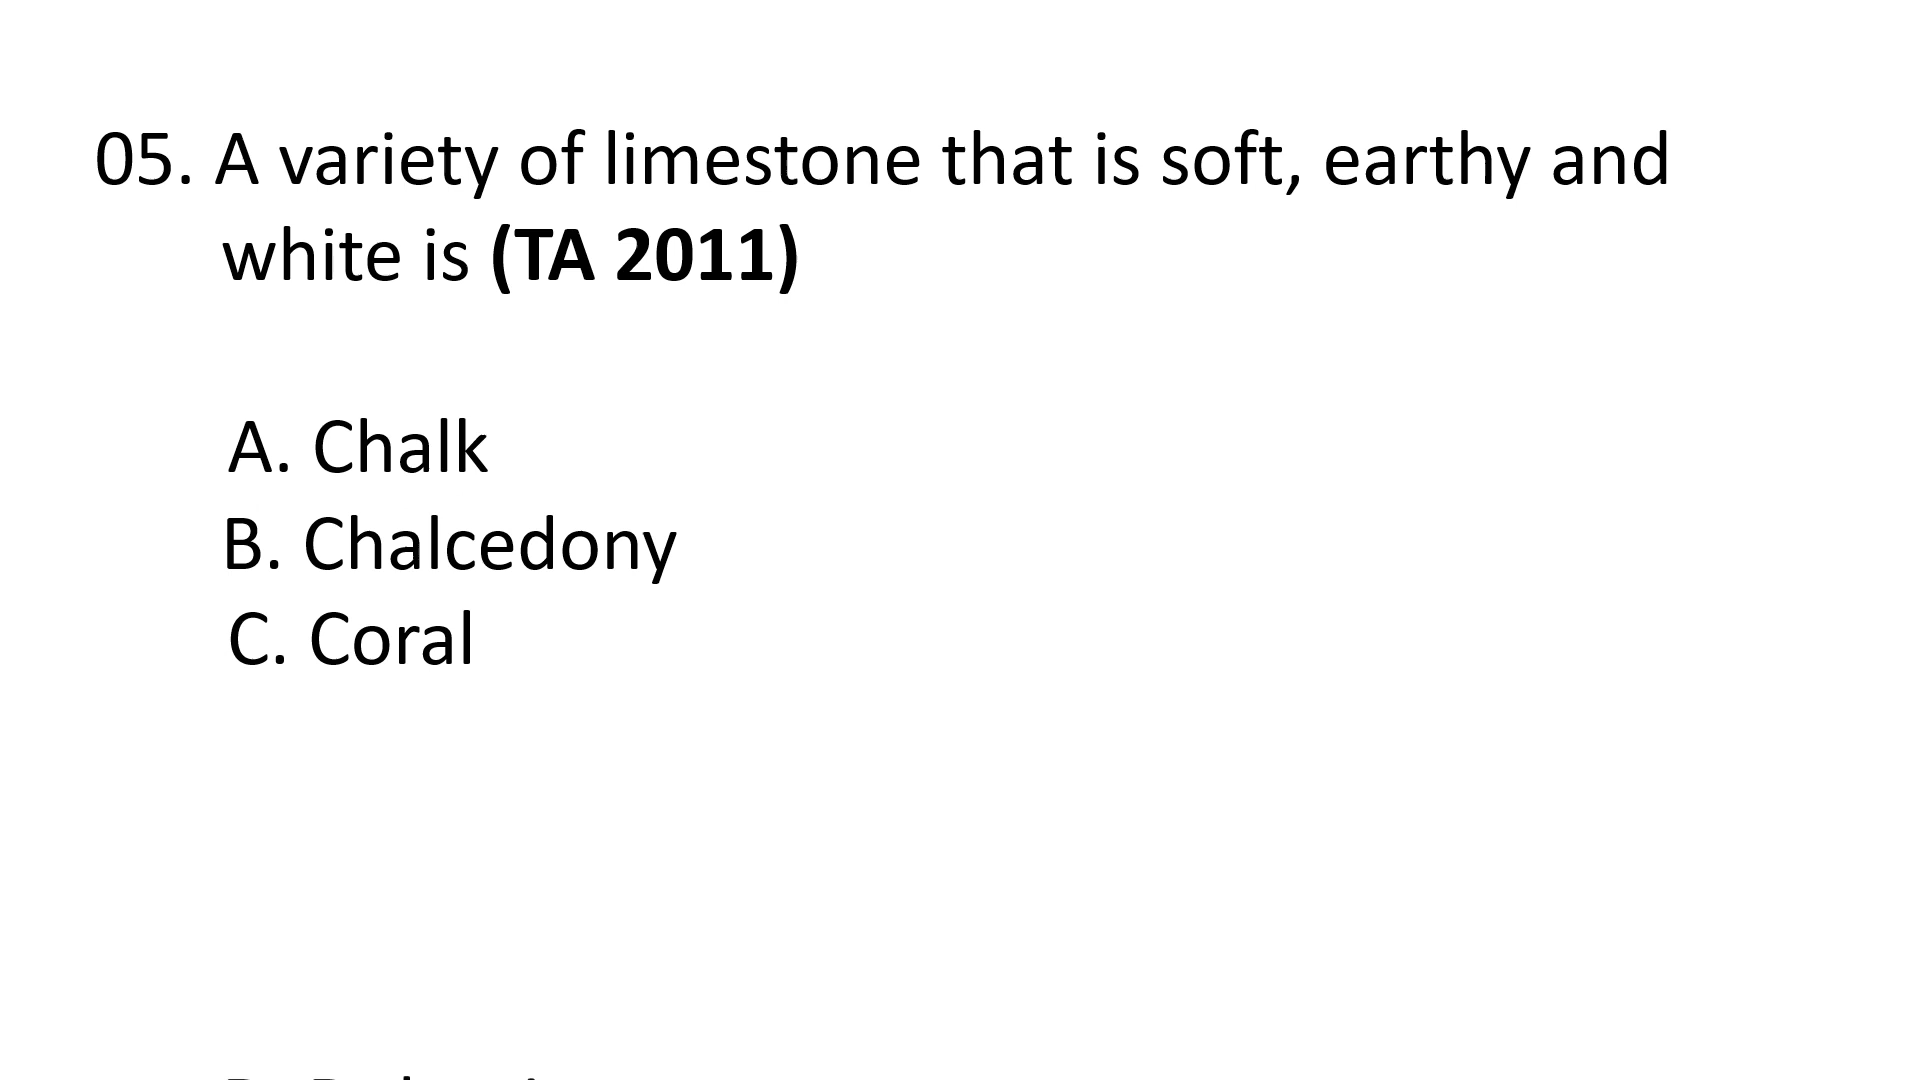 05. A variety of limestone that is soft, earthy and
white is (TA 2011)
A. Chalk
B. Chalcedony
C. Coral